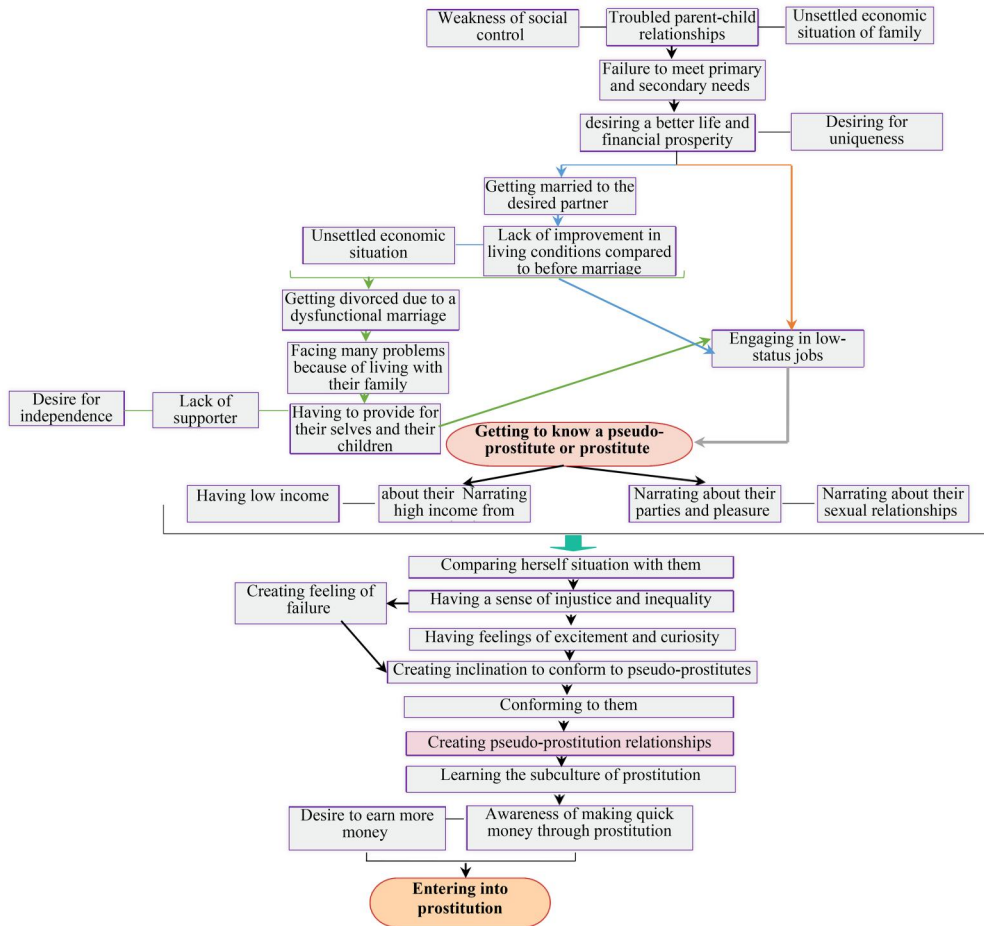 Weakness of social
control
Troubled parent-child
relationships
Unsettled economic
situation of family
Failure to meet primary
and secondary needs
desiring a better life and
financial prosperity
Desiring for
uniqueness
Getting married to the
desired partner
Unsettled economic
situation
Lack of improvement in
living conditions compared
to before marriage
Getting divorced due to a
dysfunctional marriage
Engaging in low-
status jobs
Facing many problems
because of living with
their family
Desire for
independence
Lack of
supporter
Having to provide for
their selves and their
children
Getting to know a pseudo-
prostitute or prostitute
Having low income
about their Narrating
high income from
Narrating about their
parties and pleasure
Narrating about their
sexual relationships
Comparing herself situation with them
Creating feeling of
failure
Having a sense of injustice and inequality
Having feelings of excitement and curiosity
Creating inclination to conform to pseudo-prostitutes
Conforming to them
Creating pseudo-prostitution relationships
Learning the subculture of prostitution
Desire to earn more
money
Awareness of making quick
money through prostitution
Entering into
prostitution